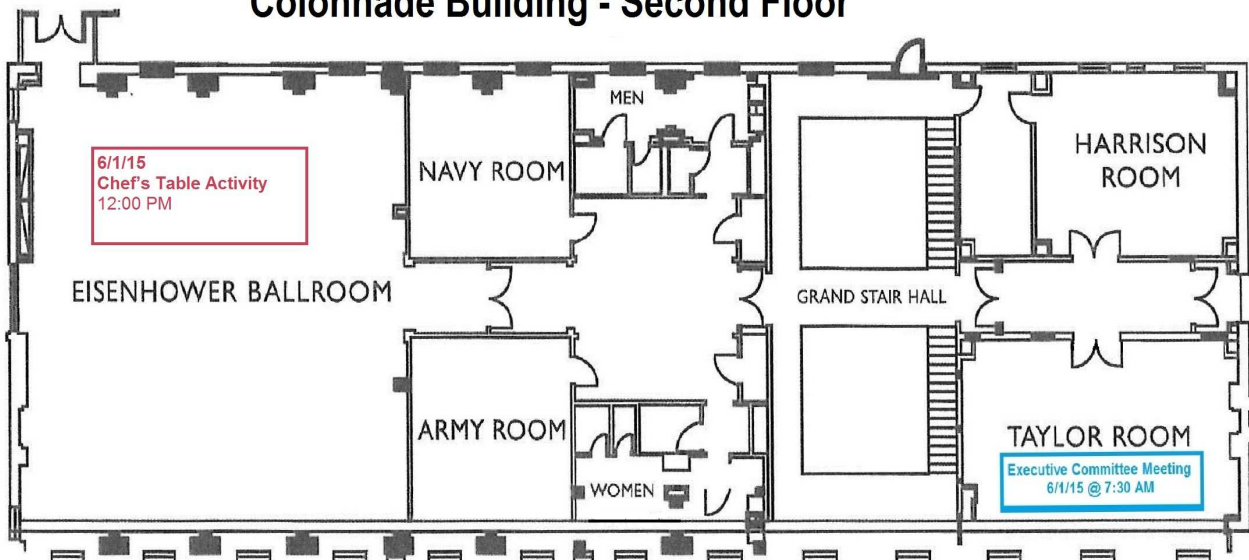 Colonnade Building - Second Floor
6/1/15
Chef's Table Activity
12:00 PM
EISENHOWER BALLROOM
NAVY ROOM
ARMY ROOM
MEN
WOMEN
GRAND STAIR HALL
HARRISON
ROOM
TAYLOR ROOM
Executive Committee Meeting
6/1/15 @ 7:30 AM